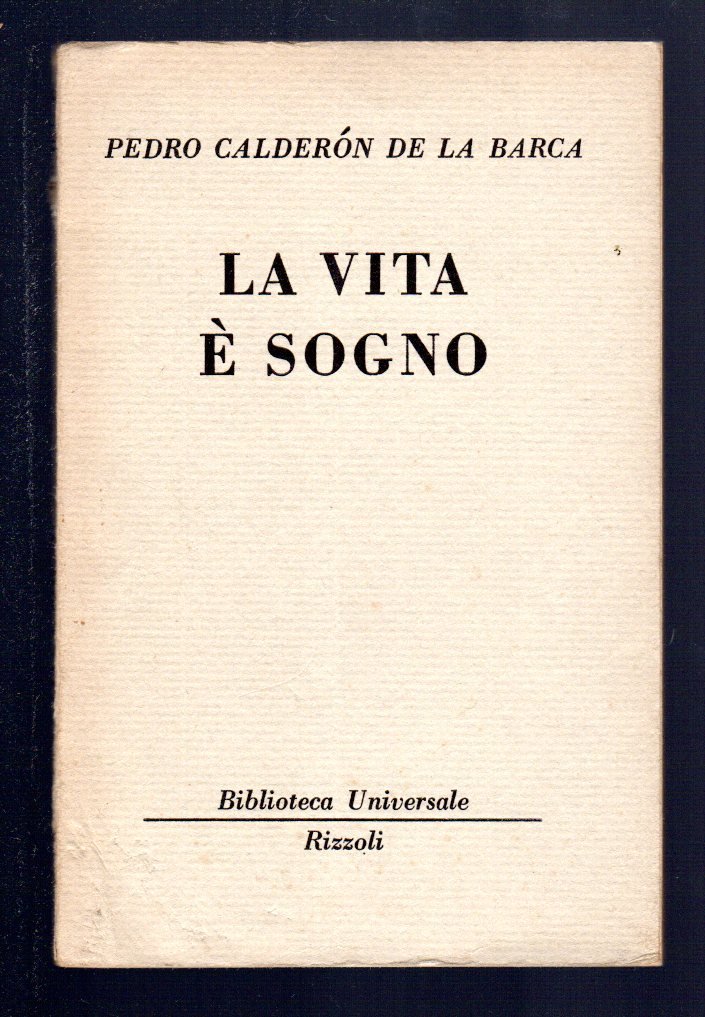 PEDRO CALDERÓN DE LA BARCA
LA VITA
È SOGNO
Biblioteca Universale
Rizzoli